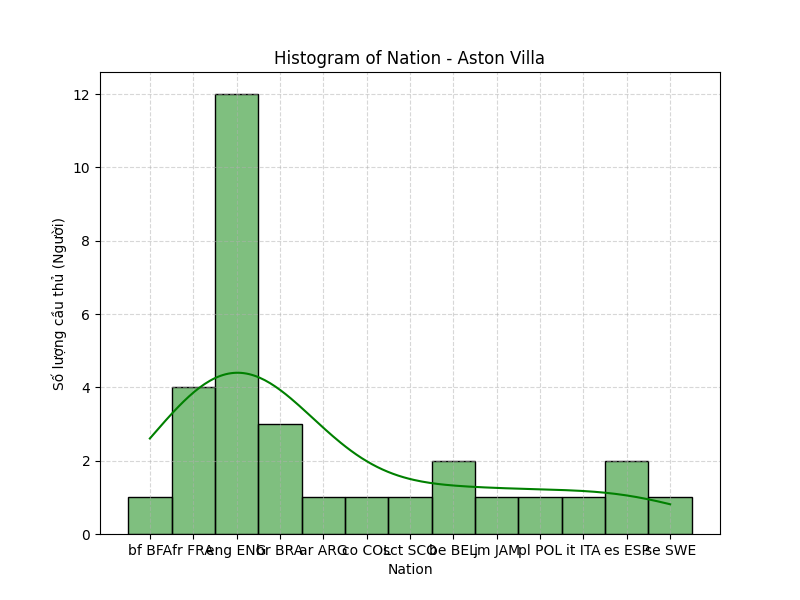 Histogram of Nation - Aston Villa
Số lượng cầu thủ (Người)
12
10
8
6
4
2
0
bf BFA fr FRA eng ENG br BRA ar ARG co COL sct SCO be BEL jm JAM pl POL it ITA es ESP se SWE
Nation